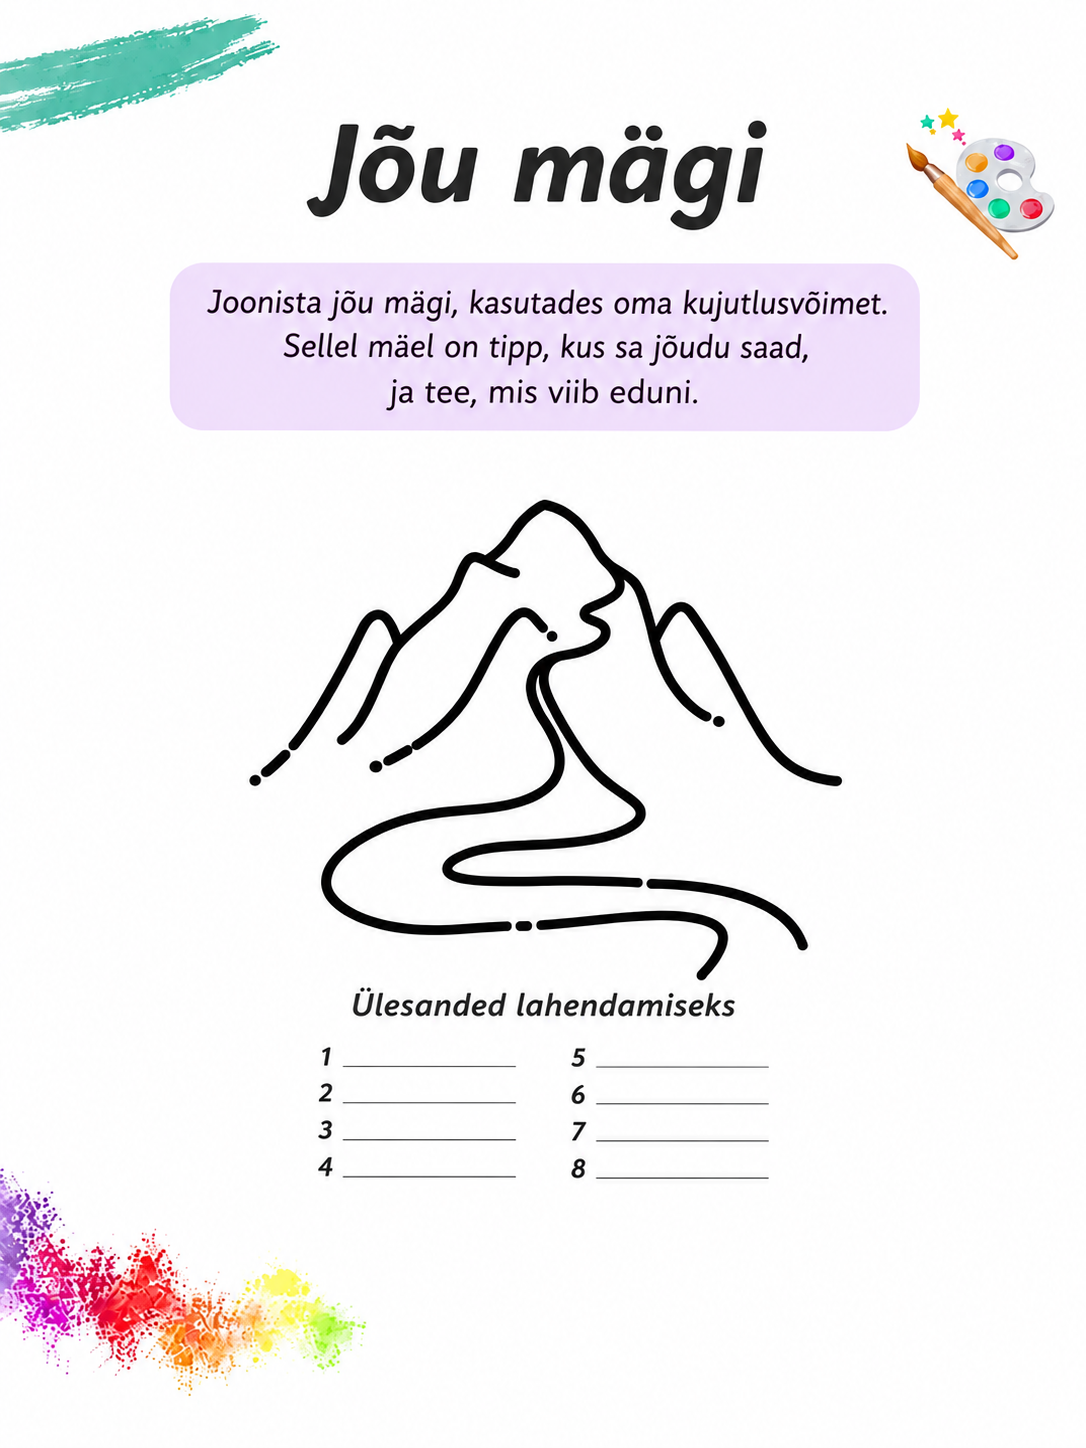 Jõu mägi
Joonista jõu mägi, kasutades oma kujutlusvõimet.
Sellel mäel on tipp, kus sa jõudu saad,
ja tee, mis viib eduni.
Ülesanded lahendamiseks
1
2
3
4
5
6
7
8